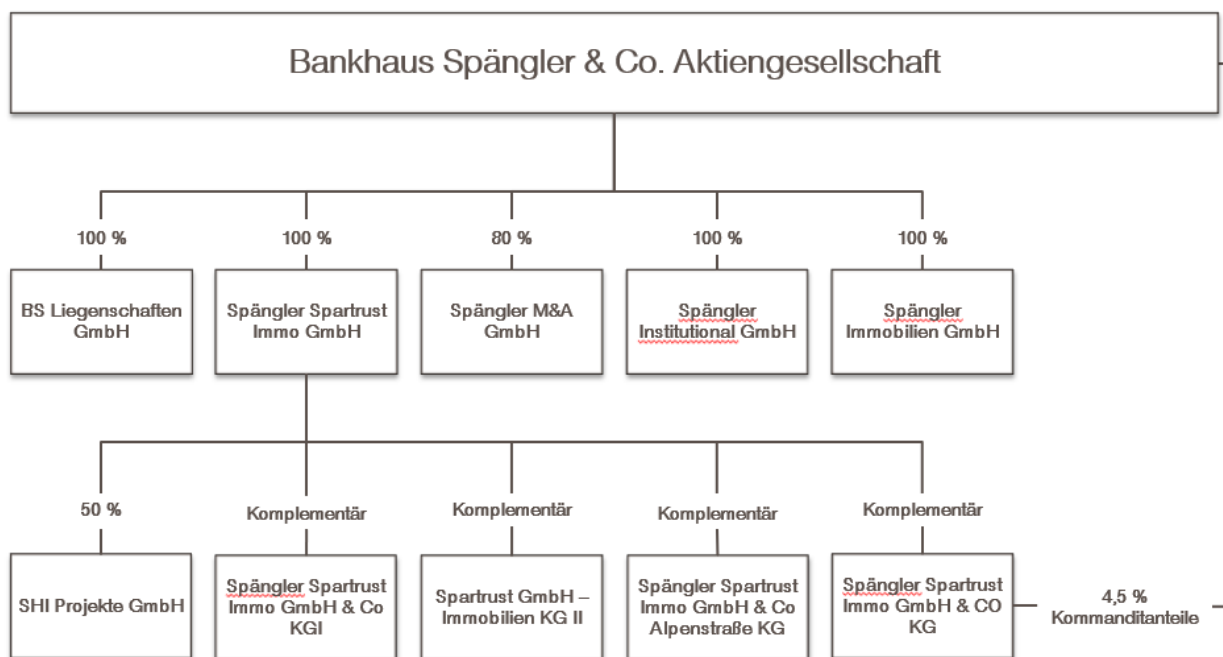 Bankhaus Spängler & Co. Aktiengesellschaft
100 %
100 %
80 %
100 %
100 %
BS Liegenschaften
GmbH
Spängler Spartrust
Immo GmbH
Spängler M&A
GmbH
Spängler
Institutional GmbH
Spängler
Immobilien GmbH
50 %
Komplementär
Komplementär
Komplementär
Komplementär
SHI Projekte GmbH
Spängler Spartrust
Immo GmbH & Co
KGI
Spartrust GmbH –
Immobilien KG II
Spängler Spartrust
Immo GmbH & Co
Alpenstraße KG
Spängler Spartrust
Immo GmbH & CO
KG
4,5 %
Kommanditanteile